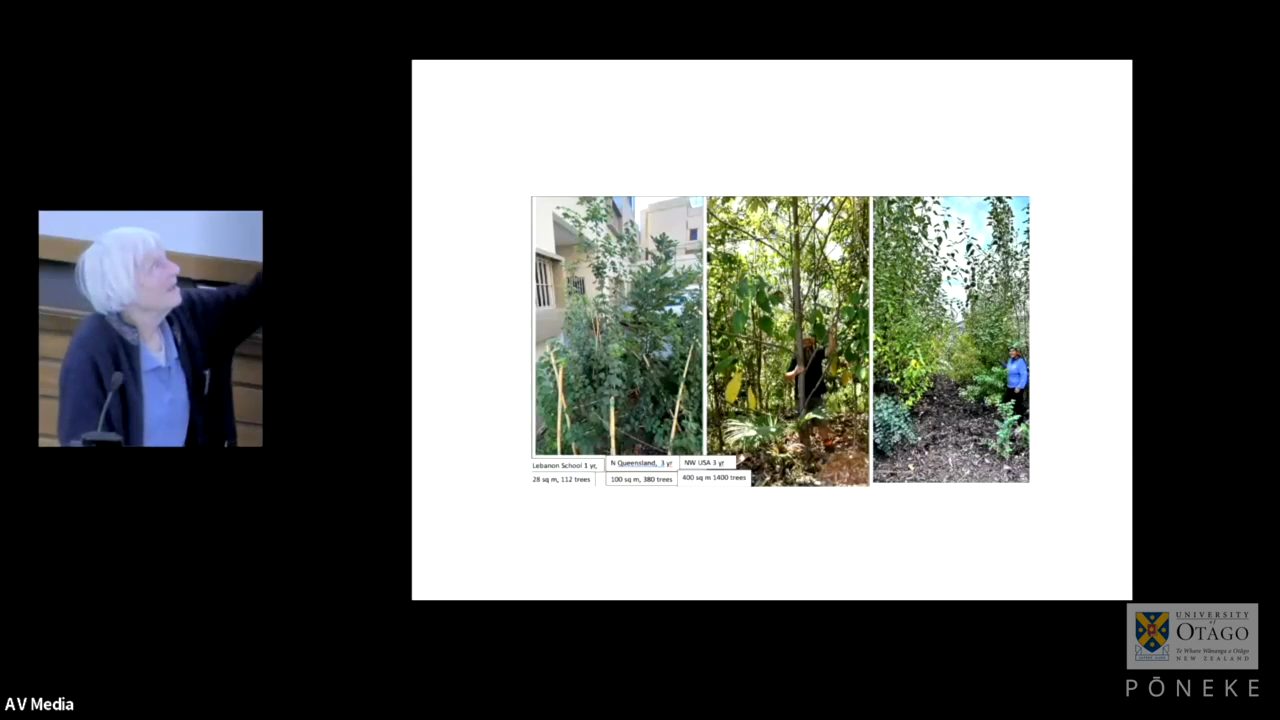 Lebanon School 1 yr,
28 sq m, 112 trees
N Queensland, 3 yr
100 sq m, 380 trees
NW USA 3 yr
400 sq m 1400 trees
UNIVERSITY
of
OTAGO
Te Whare Wānanga o Otāgo
NEW ZEALAND
PŌNEKE
AV Media